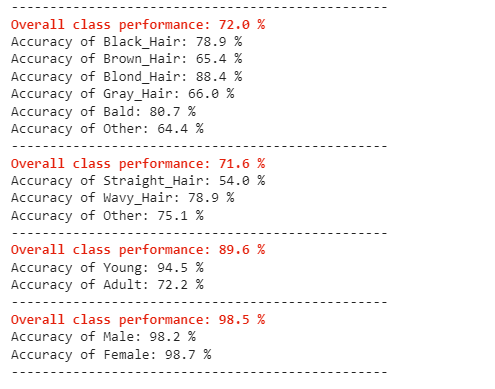 ------------------------------------------------
Overall class performance: 72.0 %
Accuracy of Black_Hair: 78.9 %
Accuracy of Brown_Hair: 65.4 %
Accuracy of Blond_Hair: 88.4 %
Accuracy of Gray_Hair: 66.0 %
Accuracy of Bald: 80.7 %
Accuracy of Other: 64.4 %
------------------------------------------------
Overall class performance: 71.6 %
Accuracy of Straight_Hair: 54.0 %
Accuracy of Wavy_Hair: 78.9 %
Accuracy of Other: 75.1 %
------------------------------------------------
Overall class performance: 89.6 %
Accuracy of Young: 94.5 %
Accuracy of Adult: 72.2 %
------------------------------------------------
Overall class performance: 98.5 %
Accuracy of Male: 98.2 %
Accuracy of Female: 98.7 %
------------------------------------------------